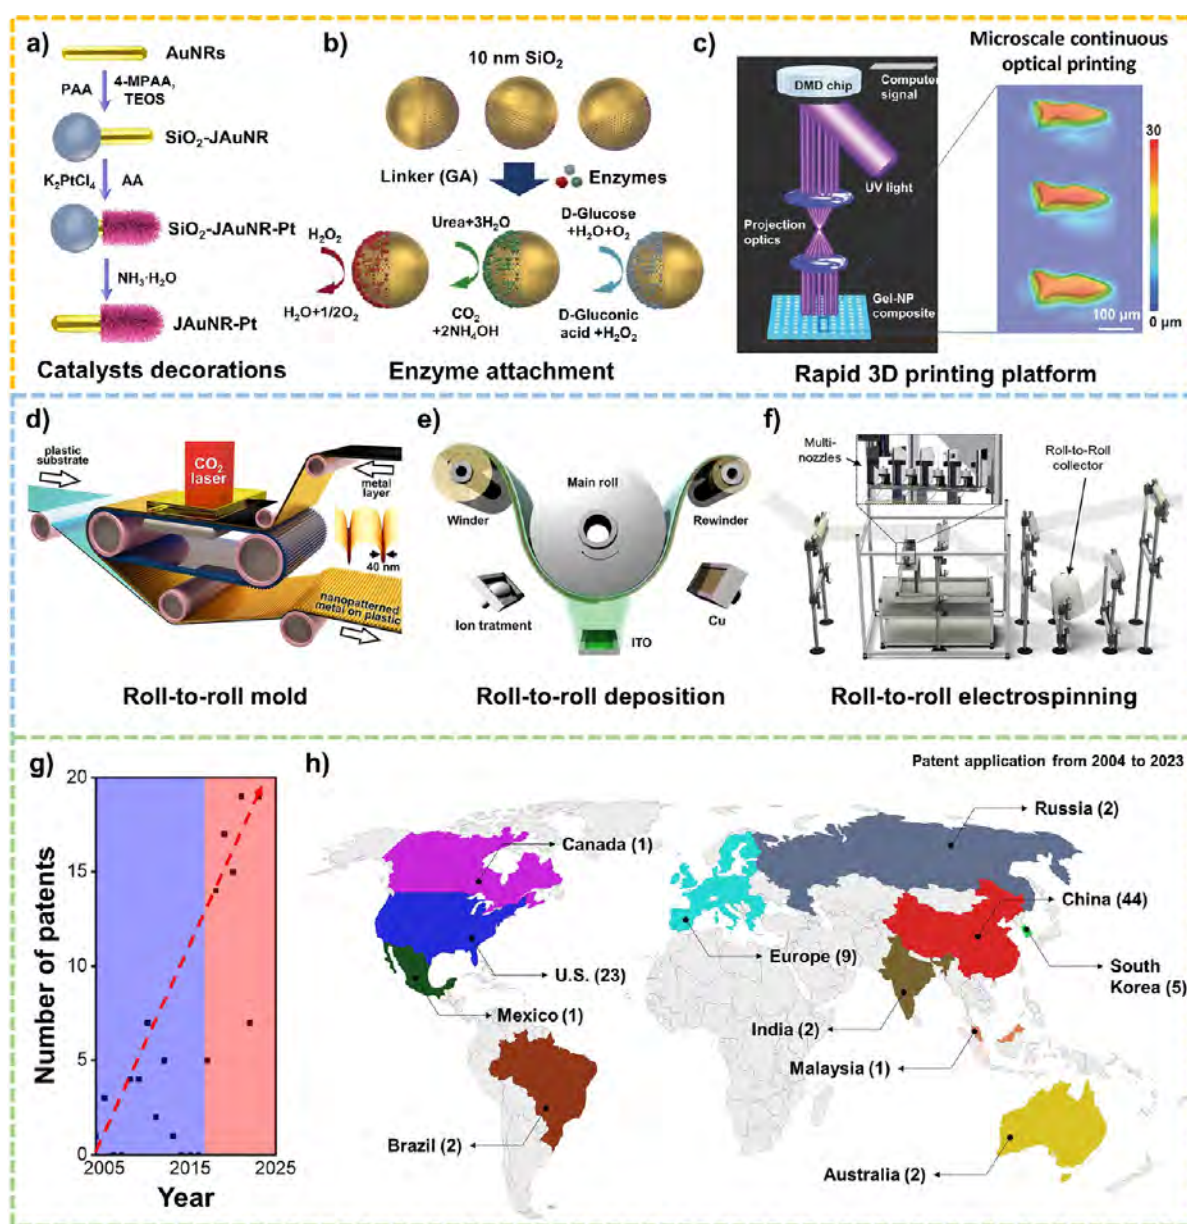 a)
AuNRs
PAA
4-MPAA,
TEOS
SiO₂-JAuNR
K₂PtCl₄
AA
SiO₂-JAuNR-Pt
NH₃·H₂O
JAuNR-Pt
Catalysts decorations
b)
10 nm SiO₂
Linker (GA)
Enzymes
H₂O₂
H₂O+1/2O₂
Urea+3H₂O
CO₂
+2NH₄OH
D-Glucose
+H₂O+O₂
D-Gluconic
acid +H₂O₂
Enzyme attachment
c)
Microscale continuous
optical printing
DMD chip
Computer
signal
UV light
Projection
optics
Gel-NP
composite
30
0 μm
100 μm
Rapid 3D printing platform
d)
plastic
substrate
CO₂
laser
metal
layer
40 nm
nanopatterned
metal on plastic
Roll-to-roll mold
e)
Main roll
Winder
Rewinder
Ion tratment
ITO
Cu
Roll-to-roll deposition
f)
Multi-
nozzles
Roll-to-Roll
collector
Roll-to-roll electrospinning
g)
20
15
10
5
0
Number of patents
2005
2015
2025
Year
h)
Patent application from 2004 to 2023
Russia (2)
Canada (1)
China (44)
Europe (9)
U.S. (23)
South
Korea (5)
Mexico (1)
India (2)
Malaysia (1)
Brazil (2)
Australia (2)